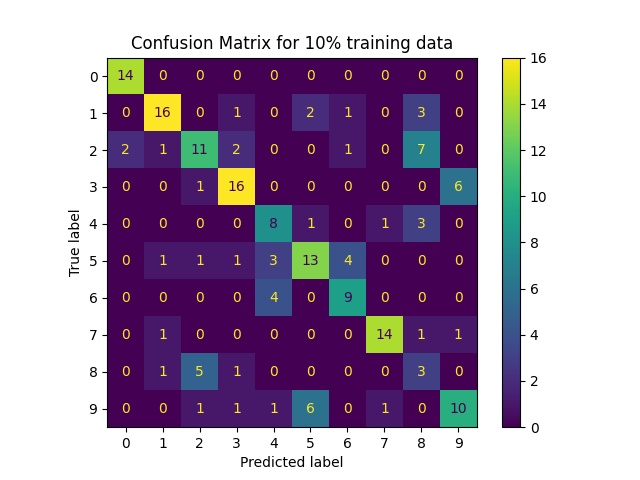 Confusion Matrix for 10% training data
True label
0 14 0 0 0 0 0 0 0 0 0
1 0 16 0 1 0 2 1 0 3 0
2 2 1 11 2 0 0 1 0 7 0
3 0 0 1 16 0 0 0 0 0 6
4 0 0 0 0 8 1 0 1 3 0
5 0 1 1 1 3 13 4 0 0 0
6 0 0 0 0 4 0 9 0 0 0
7 0 1 0 0 0 0 0 14 1 1
8 0 1 5 1 0 0 0 0 3 0
9 0 0 1 1 1 6 0 1 0 10
0 1 2 3 4 5 6 7 8 9
Predicted label
16
14
12
10
8
6
4
2
0